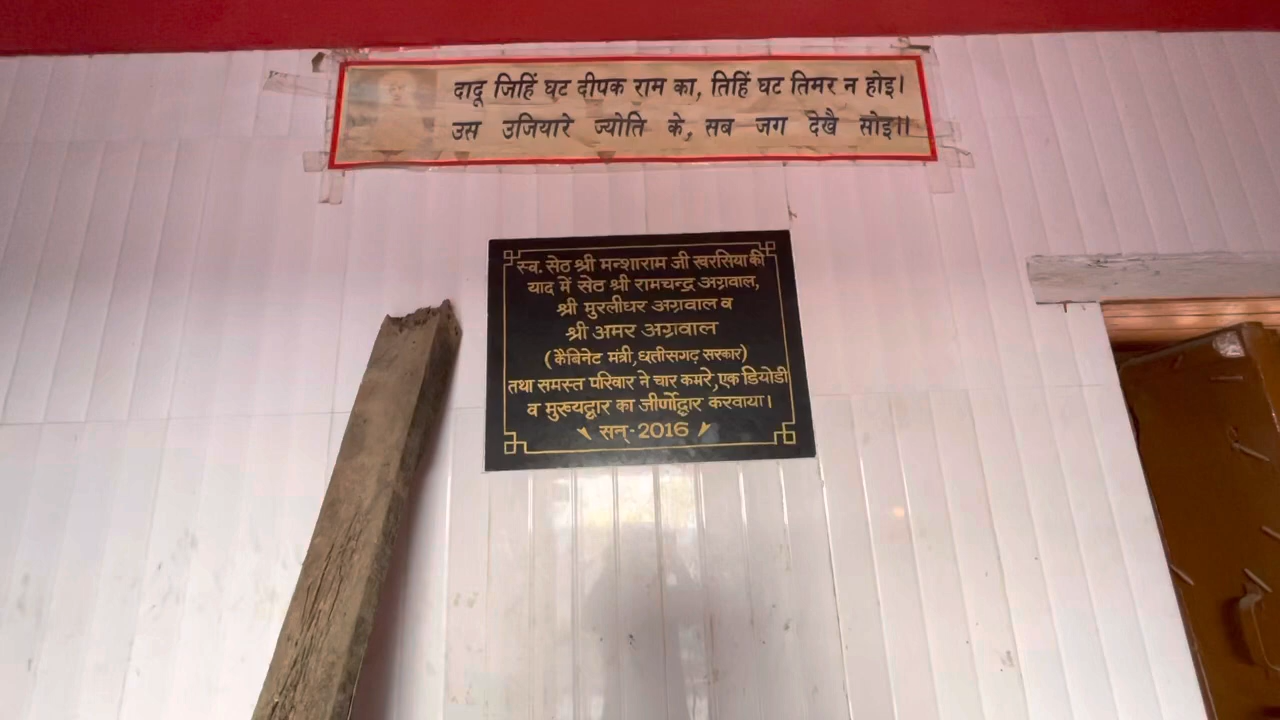 दादू जिहिं घट दीपक राम का, तिहिं घट तिमर न होइ।
उस उजियारे ज्योति के, सब जग देखै सोइ।।
स्व. सेठ श्री मन्शाराम जी खरसिया की
याद में सेठ श्री रामचन्द्र अग्रवाल,
श्री मुरलीधर अग्रवाल व
श्री अमर अग्रवाल
(कैबिनेट मंत्री,छतीसगढ़ सरकार)
तथा समस्त परिवार ने चार कमरे,एक डियोडी
व मुख्यद्वार का जीर्णोद्वार करवाया।
सन्-2016